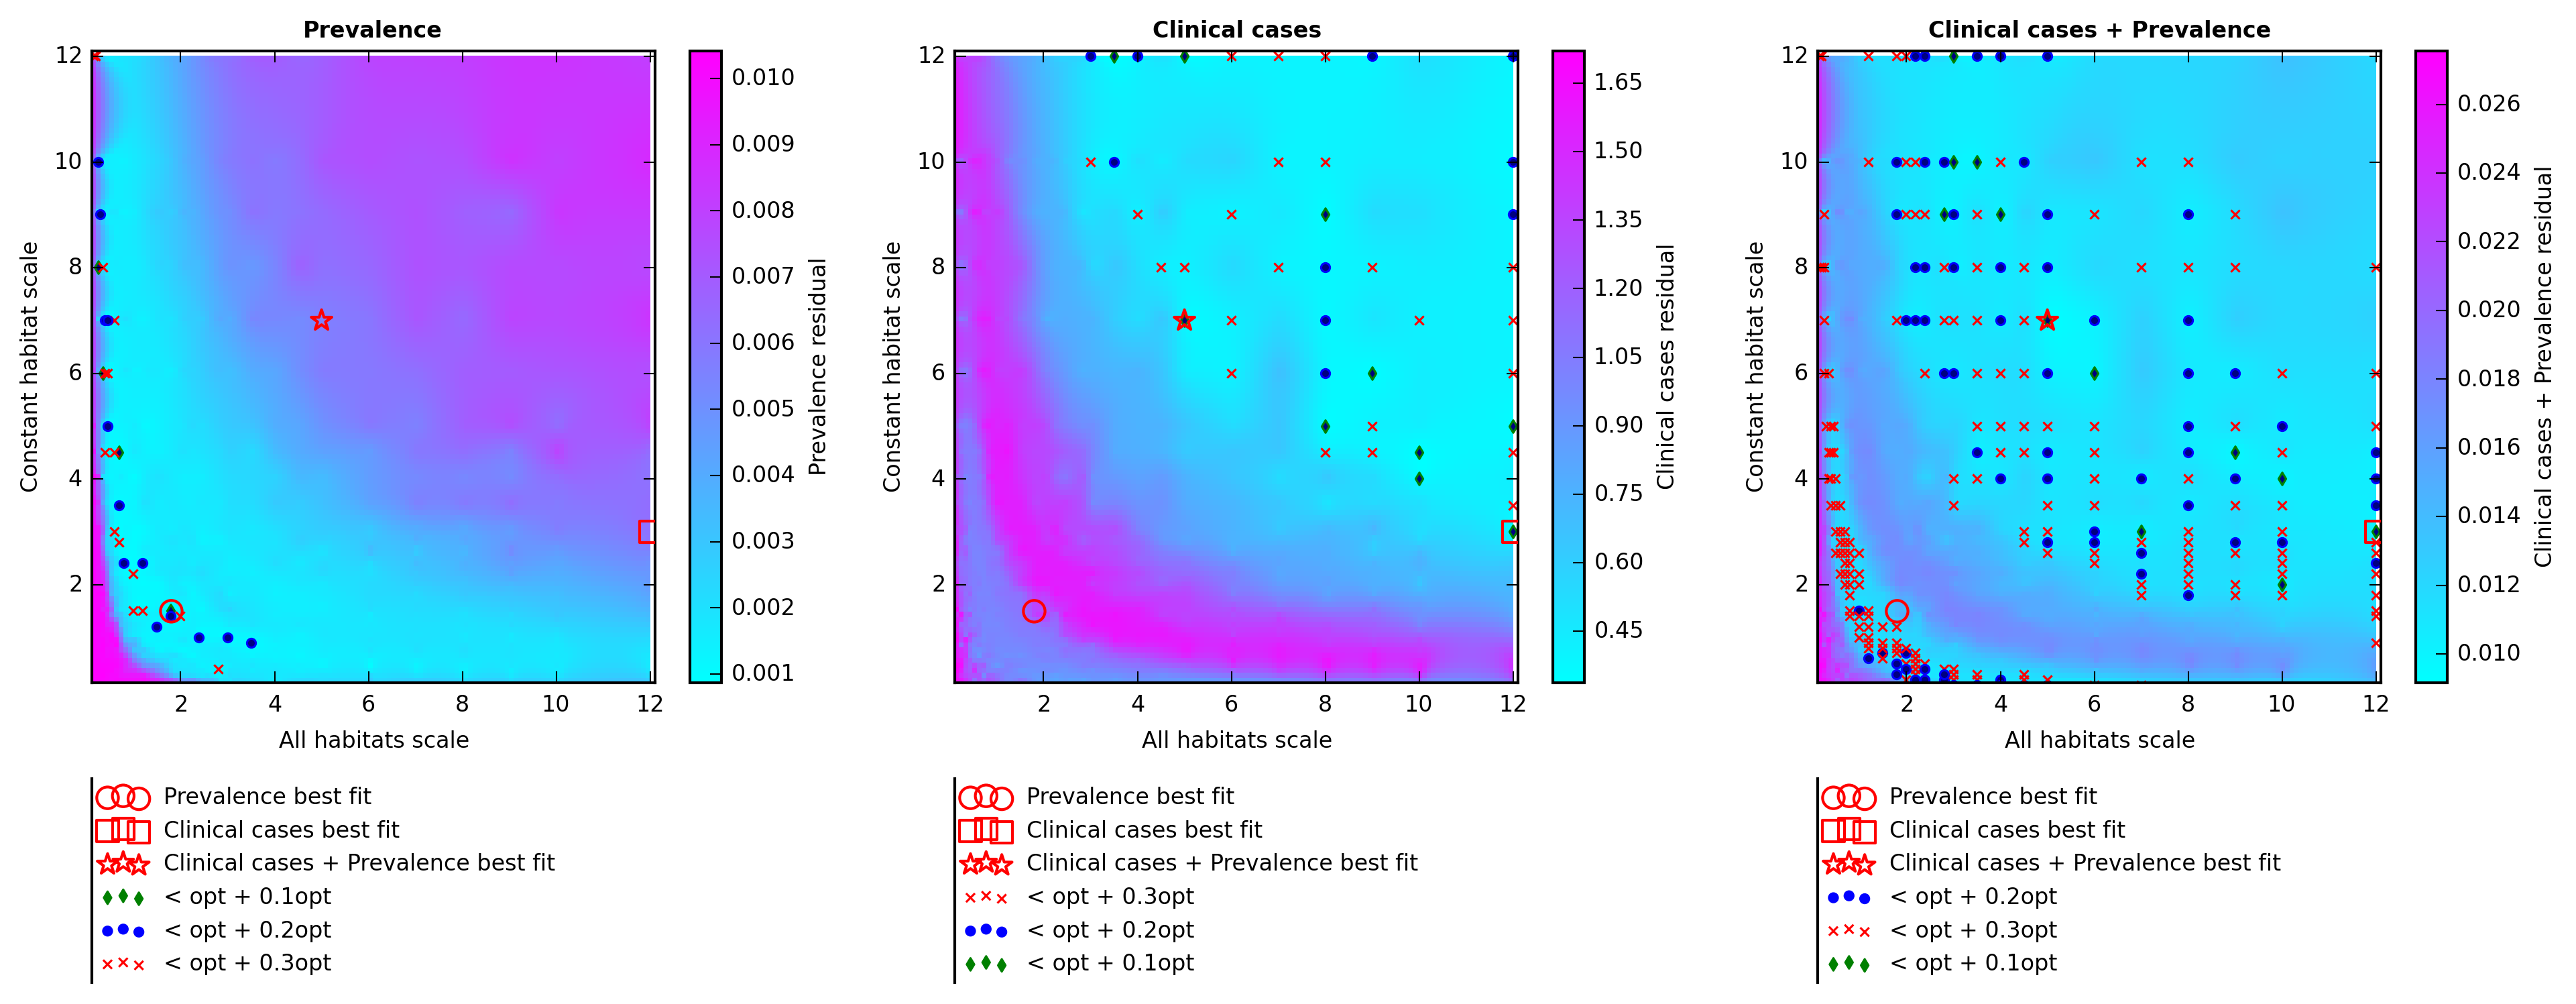 Prevalence
12
10
8
6
4
2
2 4 6 8 10 12
Constant habitat scale
All habitats scale
0.010
0.009
0.008
0.007
0.006
0.005
0.004
0.003
0.002
0.001
Prevalence residual
Prevalence best fit
Clinical cases best fit
Clinical cases + Prevalence best fit
< opt + 0.1opt
< opt + 0.2opt
< opt + 0.3opt
Clinical cases
12
10
8
6
4
2
2 4 6 8 10 12
Constant habitat scale
All habitats scale
1.65
1.50
1.35
1.20
1.05
0.90
0.75
0.60
0.45
Clinical cases residual
Prevalence best fit
Clinical cases best fit
Clinical cases + Prevalence best fit
< opt + 0.3opt
< opt + 0.2opt
< opt + 0.1opt
Clinical cases + Prevalence
12
10
8
6
4
2
2 4 6 8 10 12
Constant habitat scale
All habitats scale
0.026
0.024
0.022
0.020
0.018
0.016
0.014
0.012
0.010
Clinical cases + Prevalence residual
Prevalence best fit
Clinical cases best fit
Clinical cases + Prevalence best fit
< opt + 0.2opt
< opt + 0.3opt
< opt + 0.1opt